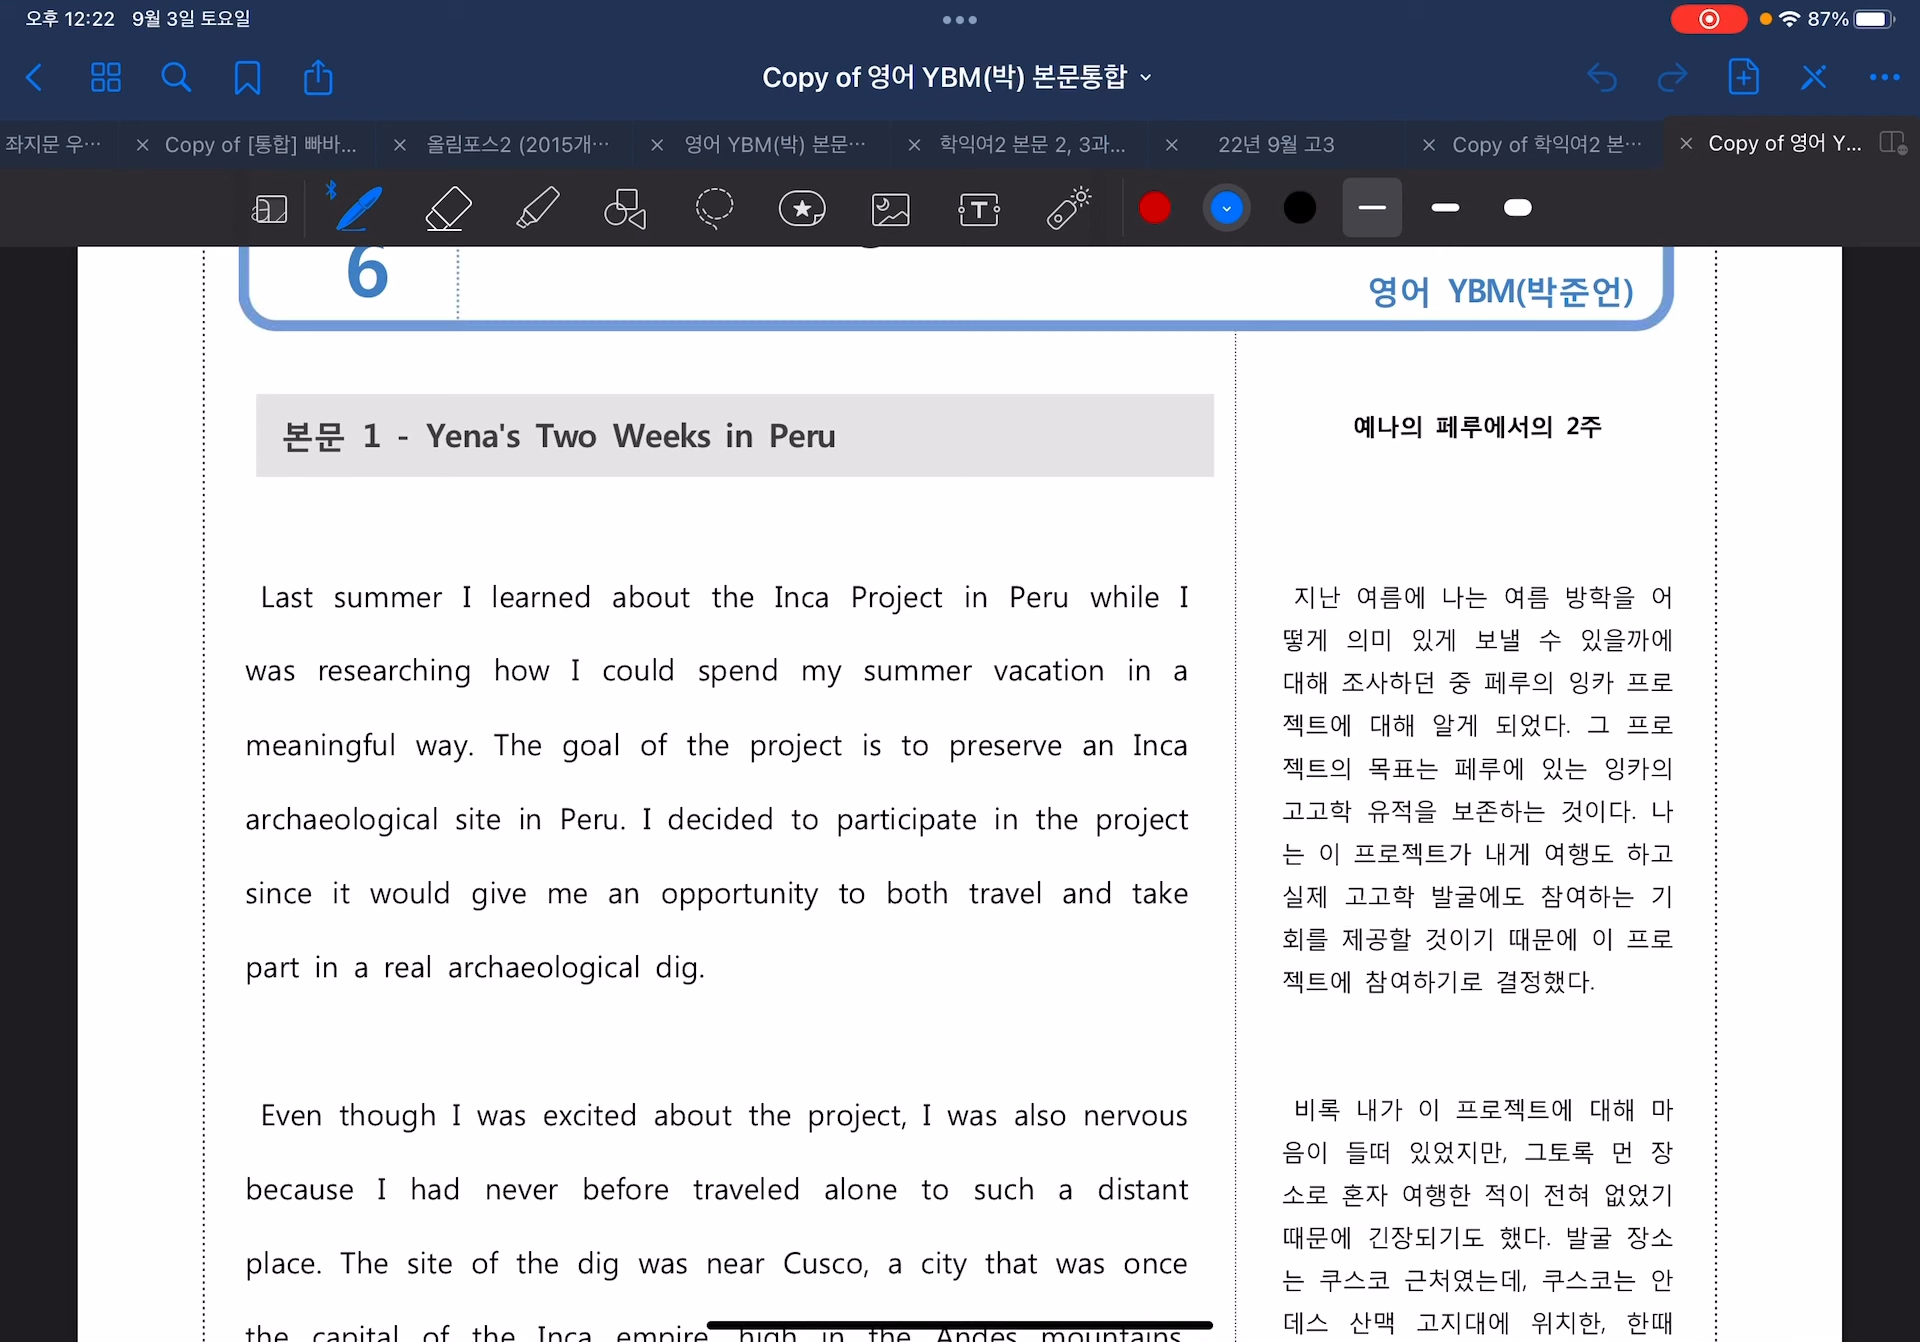 오후 12:22 9월 3일 토요일
87%
Copy of 영어 YBM(박) 본문통합
좌지문 우…
Copy of [통합] 빠바...
올림포스2 (2015개…
영어 YBM(박) 본문…
학익여2 본문 2, 3과...
22년 9월 고3
Copy of 학익여2 본…
Copy of 영어 Y...
6
영어 YBM(박준언)
본문 1 - Yena's Two Weeks in Peru
Last summer I learned about the Inca Project in Peru while I
was researching how I could spend my summer vacation in a
meaningful way. The goal of the project is to preserve an Inca
archaeological site in Peru. I decided to participate in the project
since it would give me an opportunity to both travel and take
part in a real archaeological dig.
Even though I was excited about the project, I was also nervous
because I had never before traveled alone to such a distant
place. The site of the dig was near Cusco, a city that was once
the capital of the Inca empire, high in the Andes mountains.
예나의 페루에서의 2주
지난 여름에 나는 여름 방학을 어
떻게 의미 있게 보낼 수 있을까에
대해 조사하던 중 페루의 잉카 프로
젝트에 대해 알게 되었다. 그 프로
젝트의 목표는 페루에 있는 잉카의
고고학 유적을 보존하는 것이다. 나
는 이 프로젝트가 내게 여행도 하고
실제 고고학 발굴에도 참여하는 기
회를 제공할 것이기 때문에 이 프로
젝트에 참여하기로 결정했다.
비록 내가 이 프로젝트에 대해 마
음이 들떠 있었지만, 그토록 먼 장
소로 혼자 여행한 적이 전혀 없었기
때문에 긴장되기도 했다. 발굴 장소
는 쿠스코 근처였는데, 쿠스코는 안
데스 산맥 고지대에 위치한, 한때